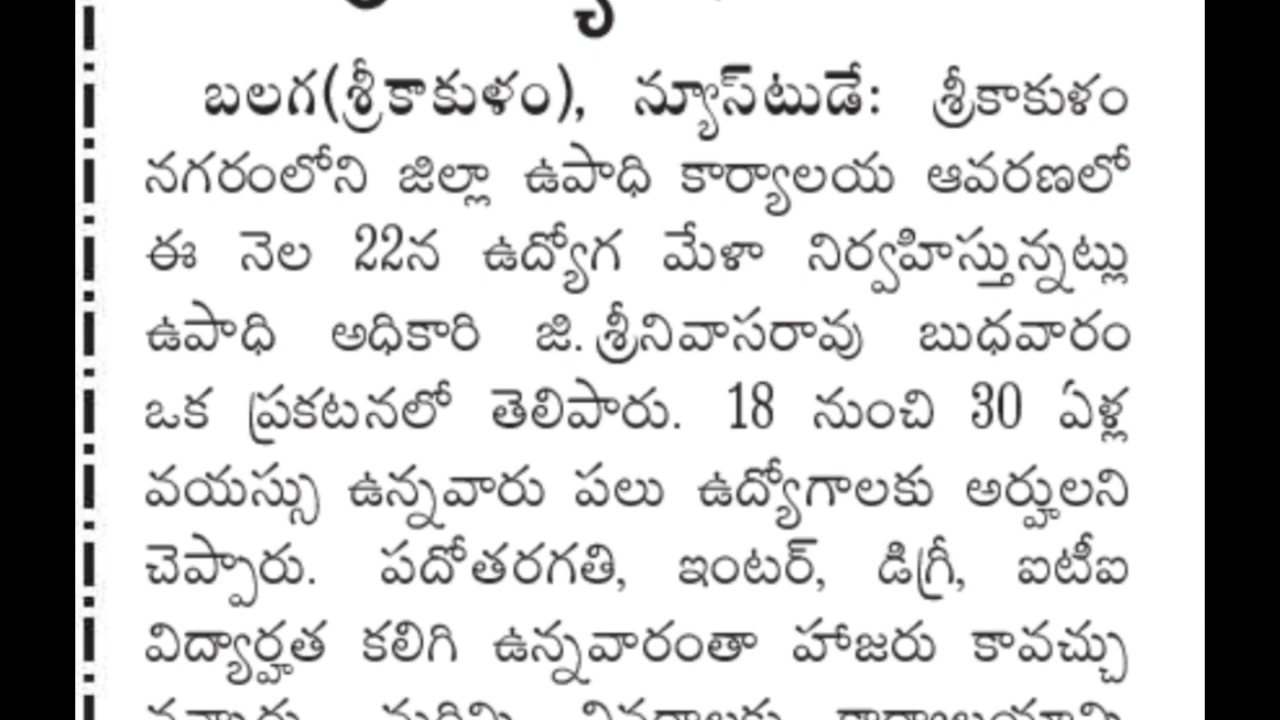 బలగ(శ్రీకాకుళం), న్యూస్‌టుడే: శ్రీకాకుళం
నగరంలోని జిల్లా ఉపాధి కార్యాలయ ఆవరణలో
ఈ నెల 22న ఉద్యోగ మేళా నిర్వహిస్తున్నట్లు
ఉపాధి అధికారి జి.శ్రీనివాసరావు బుధవారం
ఒక ప్రకటనలో తెలిపారు. 18 నుంచి 30 ఏళ్ల
వయస్సు ఉన్నవారు పలు ఉద్యోగాలకు అర్హులని
చెప్పారు. పదోతరగతి, ఇంటర్, డిగ్రీ, ఐటీఐ
విద్యార్హత కలిగి ఉన్నవారంతా హాజరు కావచ్చు